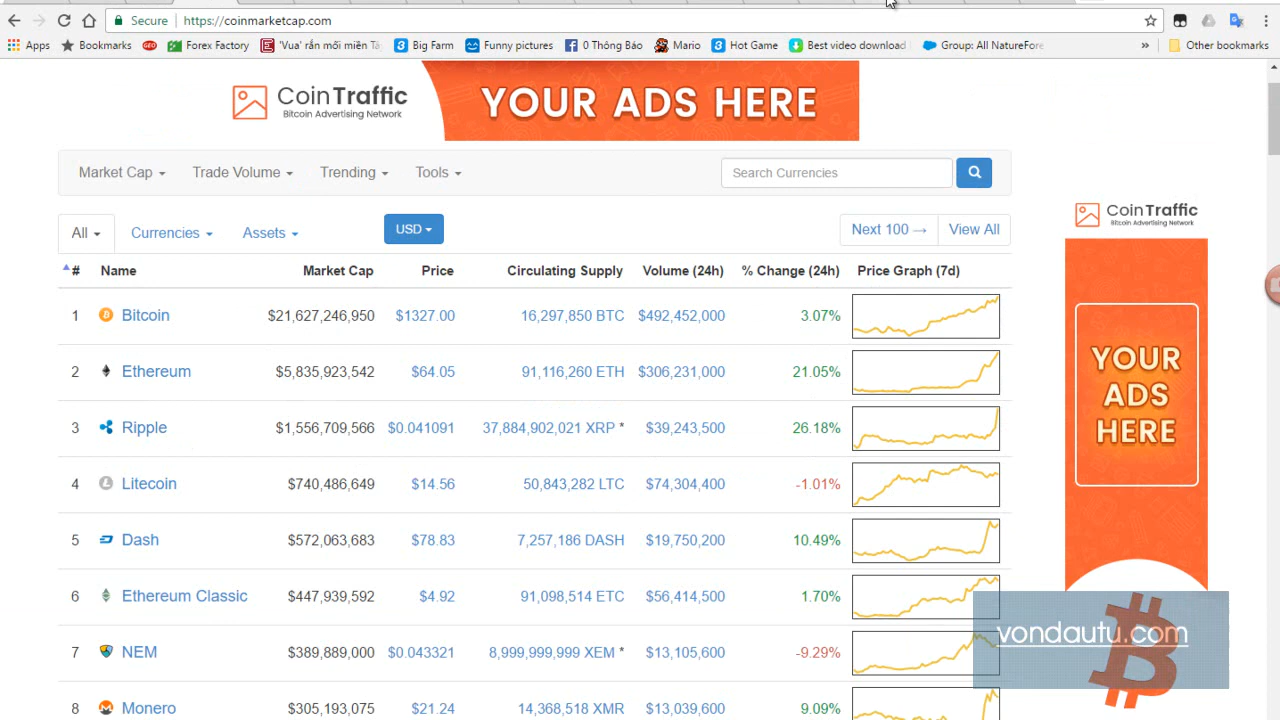 Secure https://coinmarketcap.com
Apps Bookmarks GEO Forex Factory 'Vua' rắn mối miền Tâ Big Farm Funny pictures 0 Thông Báo Mario Hot Game Best video download Group: All NatureFore » Other bookmarks
CoinTraffic
Bitcoin Advertising Network
YOUR ADS HERE
Market Cap Trade Volume Trending Tools Search Currencies
All Currencies Assets USD Next 100 → View All
# Name Market Cap Price Circulating Supply Volume (24h) % Change (24h) Price Graph (7d)
1 Bitcoin $21,627,246,950 $1327.00 16,297,850 BTC $492,452,000 3.07%
2 Ethereum $5,835,923,542 $64.05 91,116,260 ETH $306,231,000 21.05%
3 Ripple $1,556,709,566 $0.041091 37,884,902,021 XRP * $39,243,500 26.18%
4 Litecoin $740,486,649 $14.56 50,843,282 LTC $74,304,400 -1.01%
5 Dash $572,063,683 $78.83 7,257,186 DASH $19,750,200 10.49%
6 Ethereum Classic $447,939,592 $4.92 91,098,514 ETC $56,414,500 1.70%
7 NEM $389,889,000 $0.043321 8,999,999,999 XEM * $13,105,600 -9.29%
8 Monero $305,193,075 $21.24 14,368,518 XMR $13,039,600 9.09%
CoinTraffic
Bitcoin Advertising Network
YOUR
ADS
HERE
vondautu.com